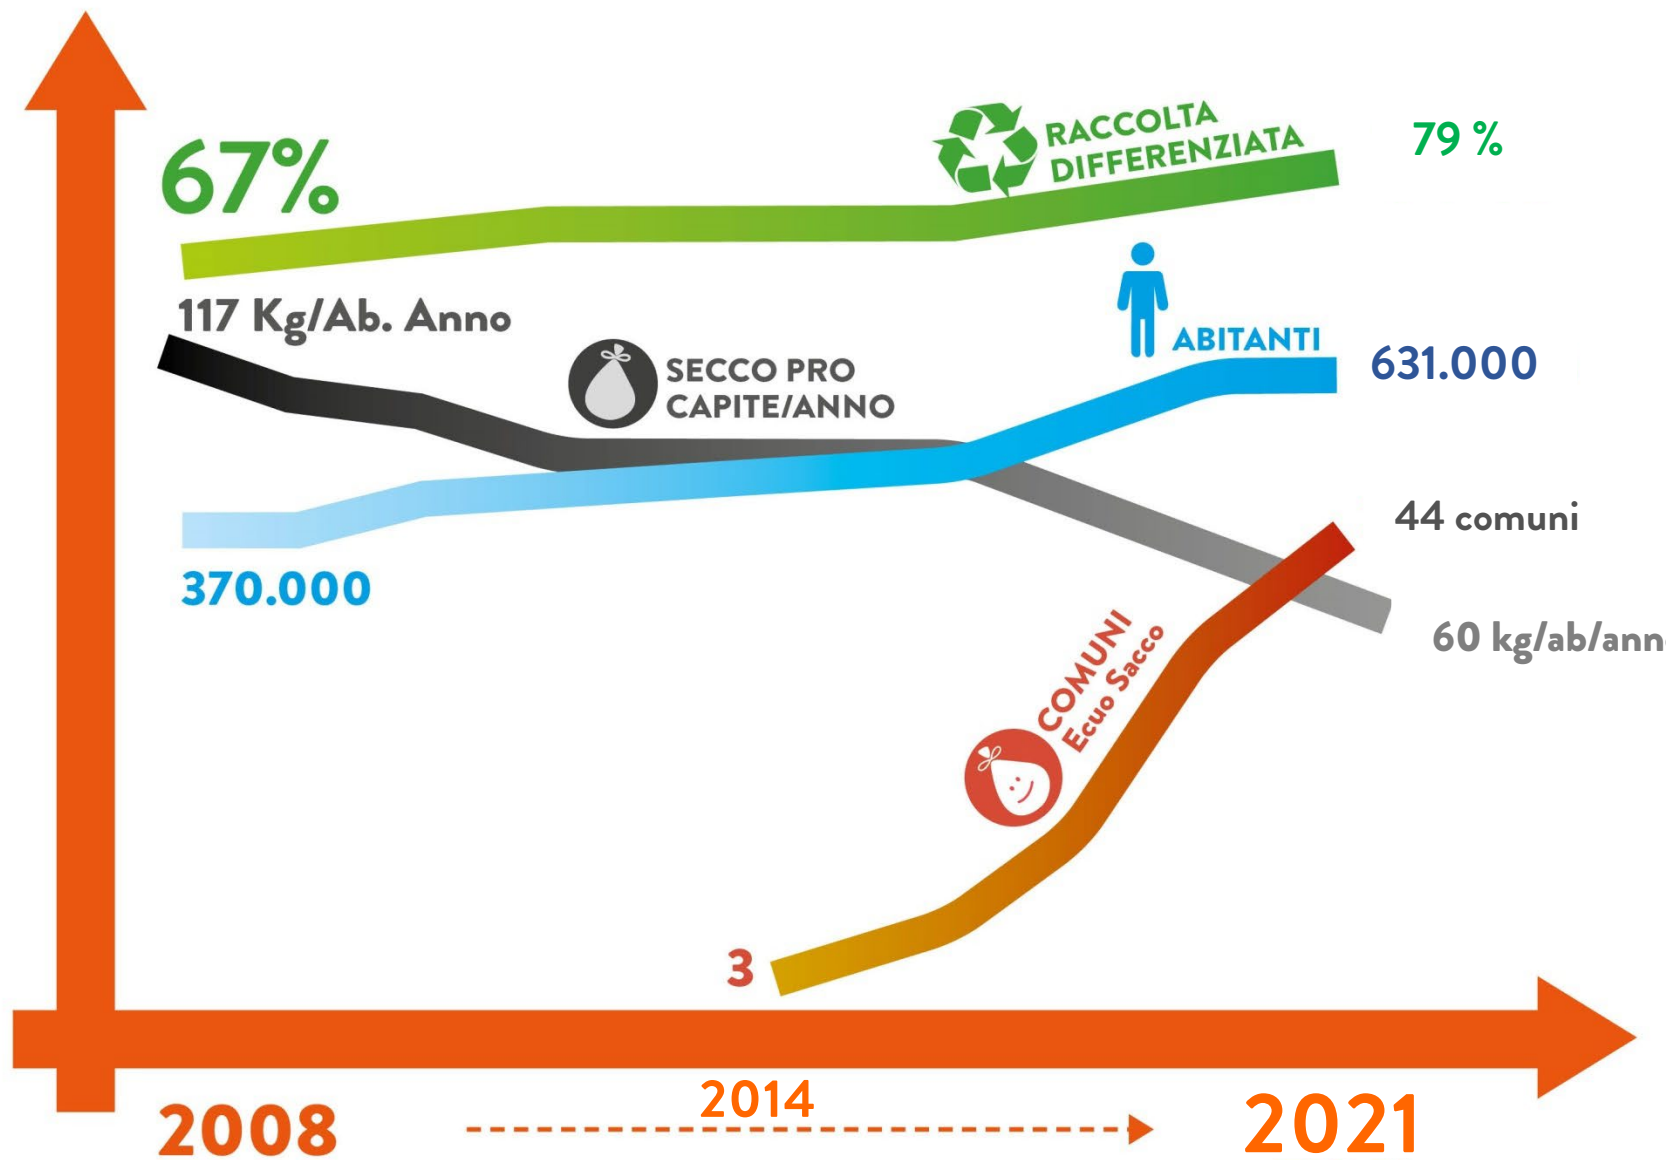 67%
RACCOLTA
DIFFERENZIATA
79 %
117 Kg/Ab. Anno
SECCO PRO
CAPITE/ANNO
ABITANTI
631.000
370.000
44 comuni
60 kg/ab/ann
COMUNI
Ecuo Sacco
3
2008
2014
2021